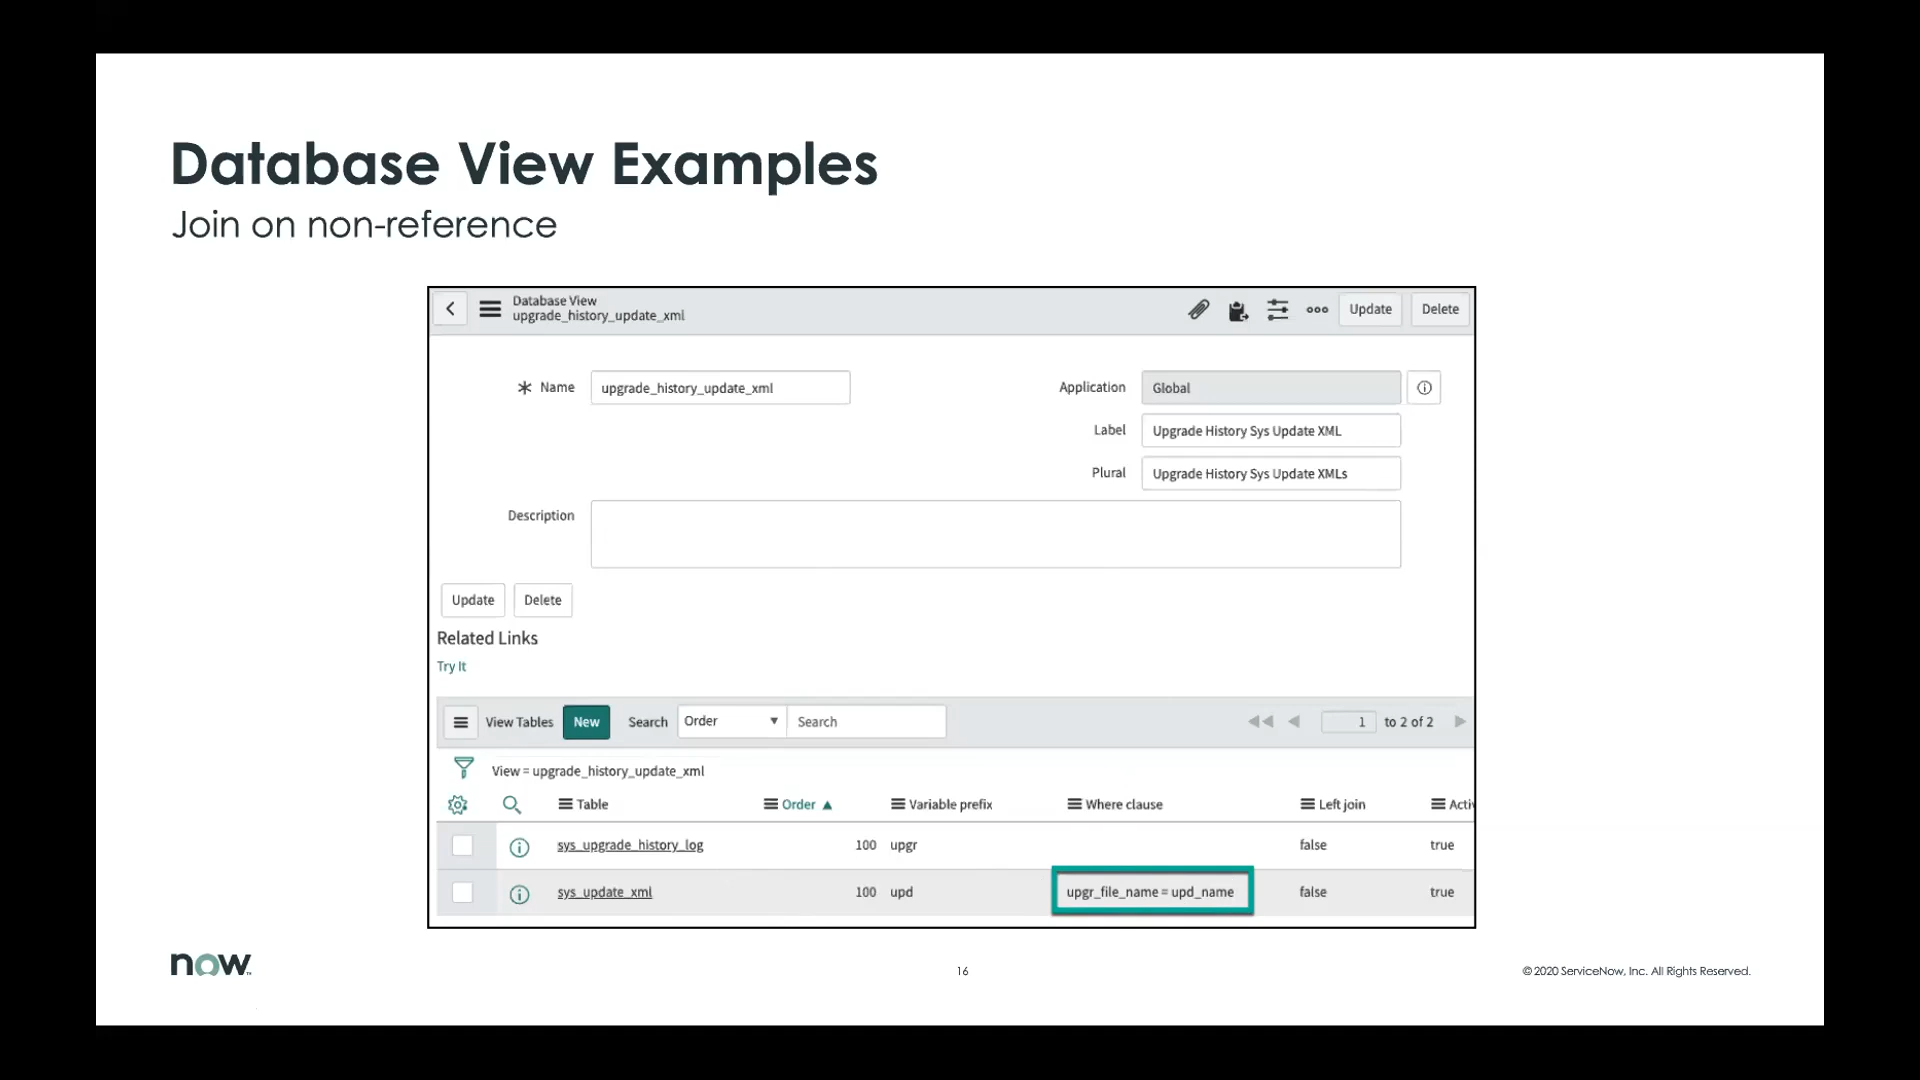 Database View Examples
Join on non-reference
Database View
upgrade_history_update_xml
Update
Delete
Name
upgrade_history_update_xml
Application
Global
Label
Upgrade History Sys Update XML
Plural
Upgrade History Sys Update XMLs
Description
Update
Delete
Related Links
Try It
View Tables
New
Search
Order
Search
1
to 2 of 2
View = upgrade_history_update_xml
Table
Order
Variable prefix
Where clause
Left join
Acti
sys_upgrade_history_log
100
upgr
false
true
sys_update_xml
100
upd
upgr_file_name = upd_name
false
true
now
16
© 2020 ServiceNow, Inc. All Rights Reserved.